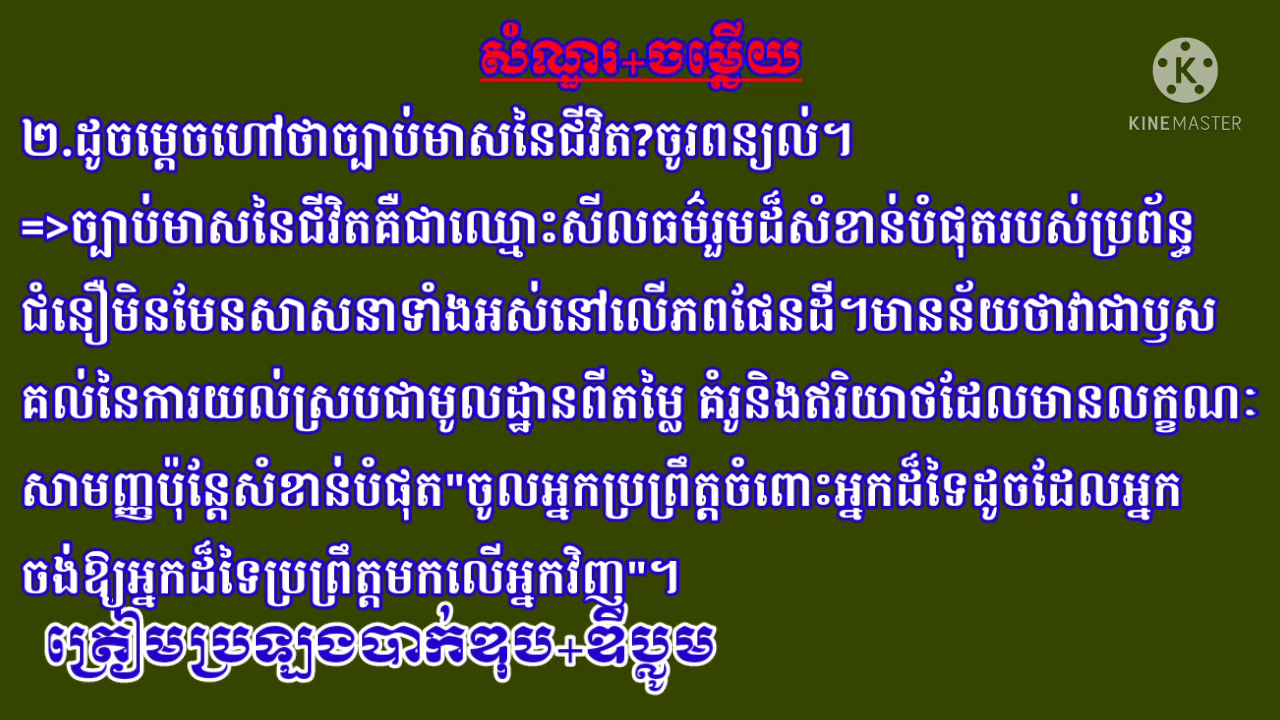 សំណួរ+ចម្លើយ
KINEMASTER
២.ដូចម្ដេចហៅថាច្បាប់មាសនៃជីវិត?ចូរពន្យល់។
=>ច្បាប់មាសនៃជីវិតគឺជាឈ្មោះសីលធម៌រួមដ៏សំខាន់បំផុតរបស់ប្រព័ន្ធ
ជំនឿមិនមែនសាសនាទាំងអស់នៅលើភពផែនដី។មានន័យថាវាជាឫស
គល់នៃការយល់ស្របជាមូលដ្ឋានពីតម្លៃ គំរូនិងឥរិយាថដែលមានលក្ខណៈ
សាមញ្ញប៉ុន្តែសំខាន់បំផុត"ចូលអ្នកប្រព្រឹត្តចំពោះអ្នកដ៏ទៃដូចដែលអ្នក
ចង់ឱ្យអ្នកដ៏ទៃប្រព្រឹត្តមកលើអ្នកវិញ"។
ត្រៀមប្រឡងបាក់ឌុប+ឌីប្លូម